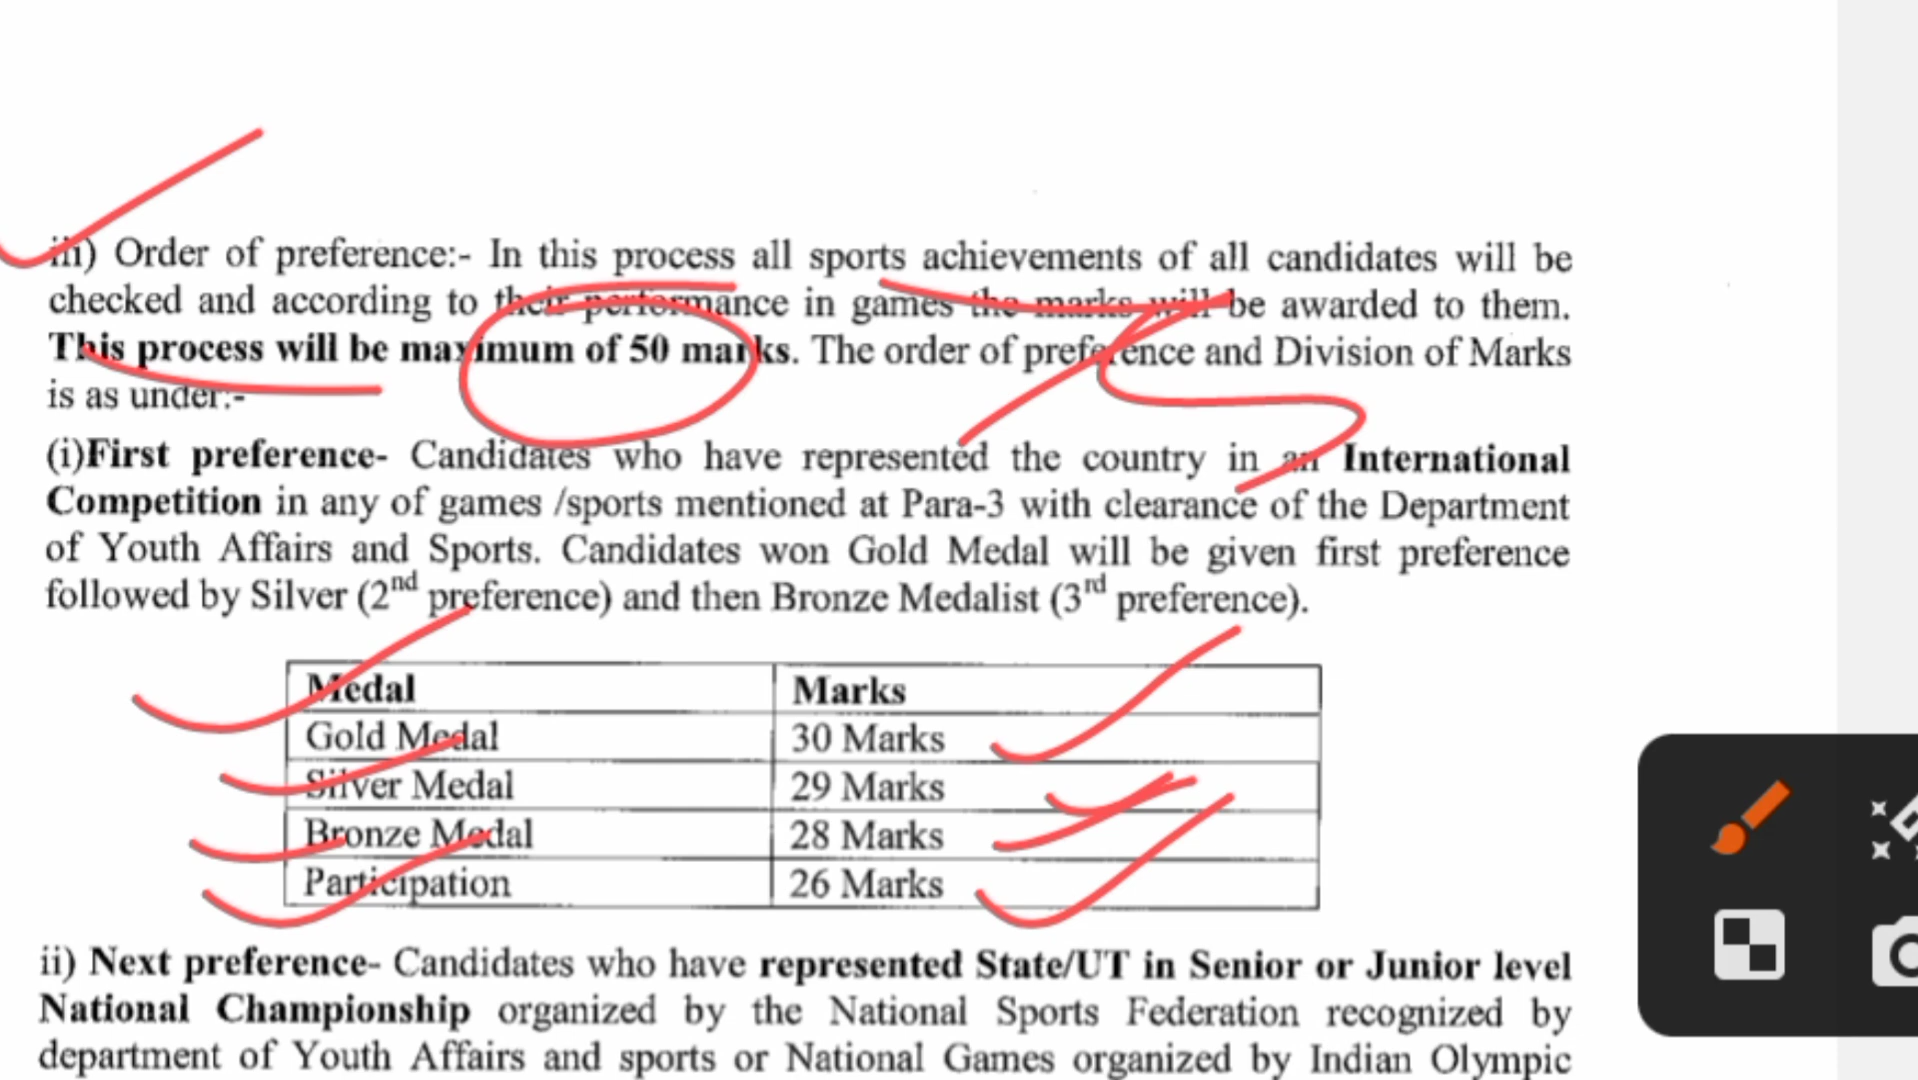 iii) Order of preference:- In this process all sports achievements of all candidates will be
checked and according to their performance in games the marks will be awarded to them.
This process will be maximum of 50 marks. The order of preference and Division of Marks
is as under:-
(i)First preference- Candidates who have represented the country in an International
Competition in any of games /sports mentioned at Para-3 with clearance of the Department
of Youth Affairs and Sports. Candidates won Gold Medal will be given first preference
followed by Silver (2nd preference) and then Bronze Medalist (3rd preference).
Medal Marks
Gold Medal 30 Marks
Silver Medal 29 Marks
Bronze Medal 28 Marks
Participation 26 Marks
ii) Next preference- Candidates who have represented State/UT in Senior or Junior level
National Championship organized by the National Sports Federation recognized by
department of Youth Affairs and sports or National Games organized by Indian Olympic